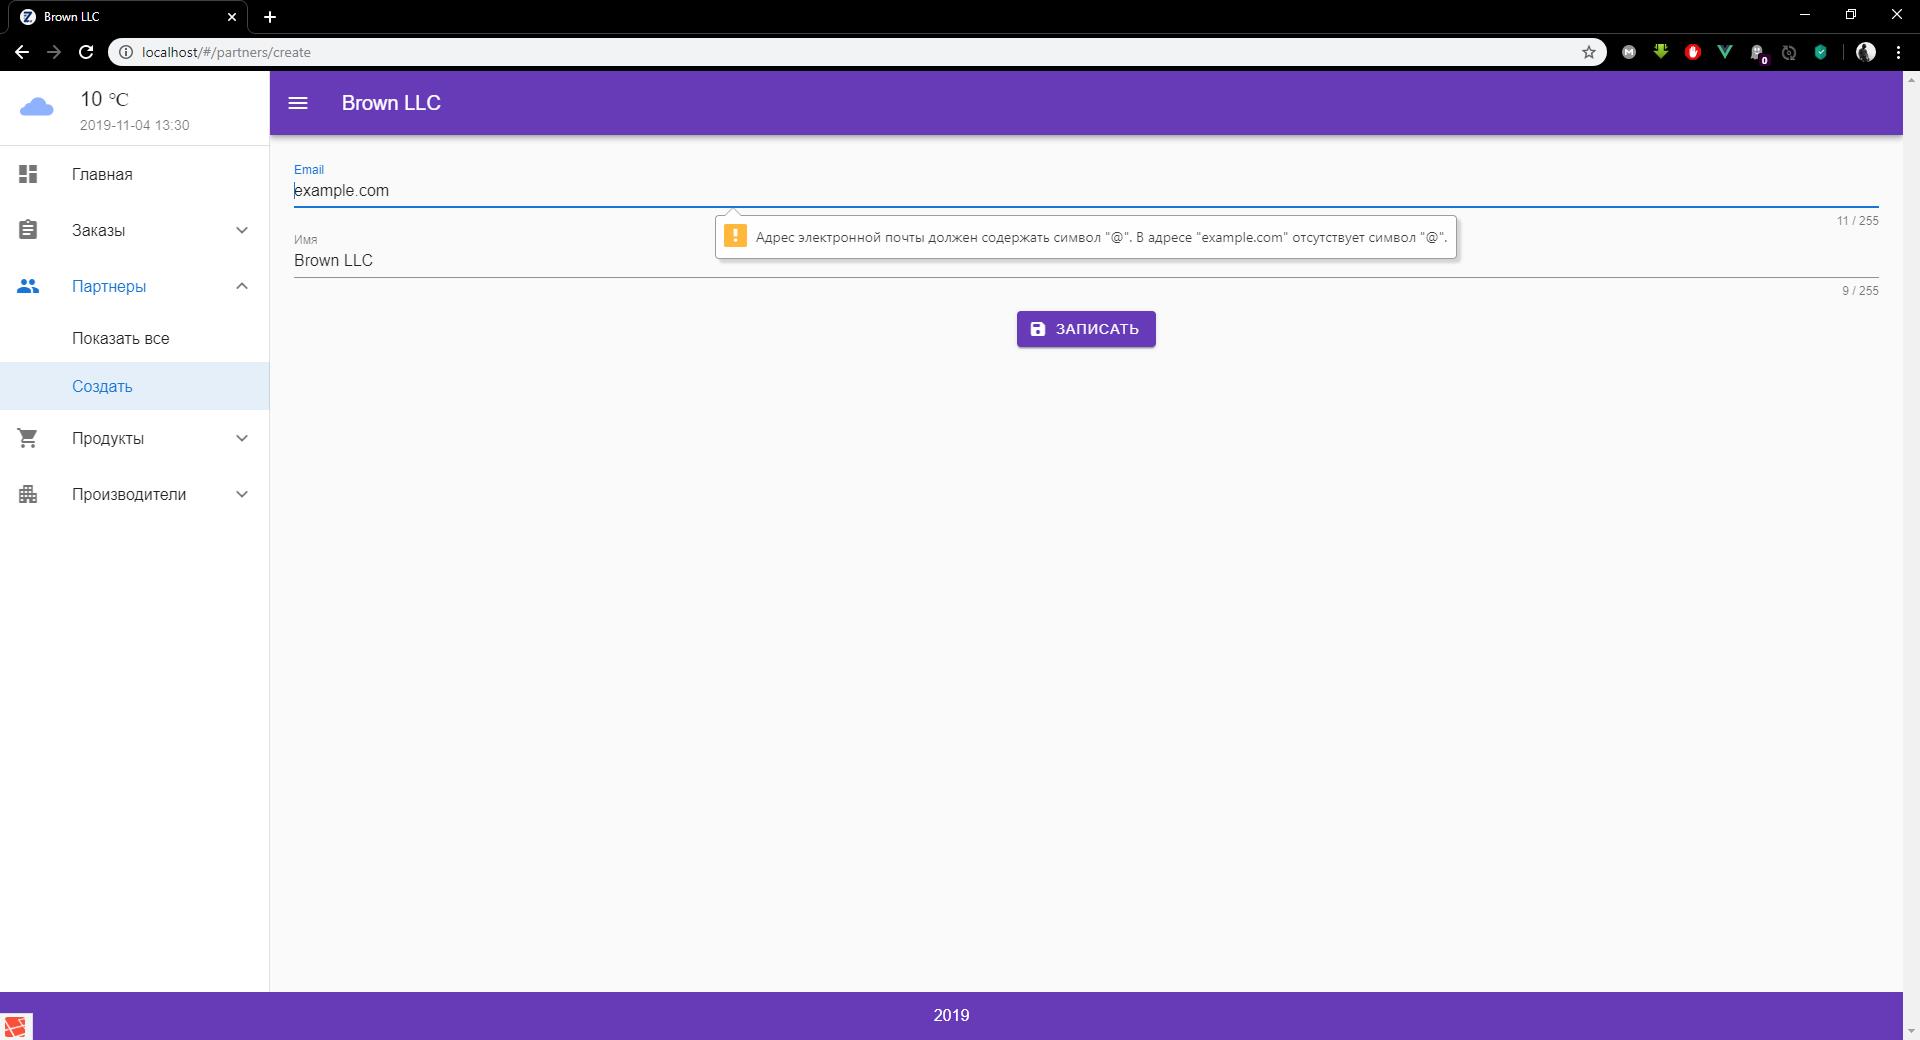 Brown LLC
localhost/#/partners/create
0
10 °C
2019-11-04 13:30
Brown LLC
Главная
Заказы
Партнеры
Показать все
Создать
Продукты
Производители
Email
example.com
11 / 255
Адрес электронной почты должен содержать символ "@". В адресе "example.com" отсутствует символ "@".
Имя
Brown LLC
9 / 255
ЗАПИСАТЬ
2019